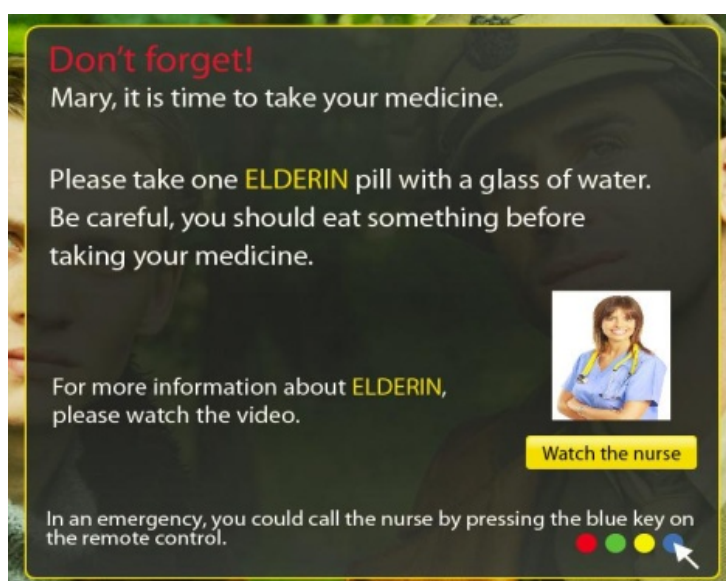 Don't forget!
Mary, it is time to take your medicine.
Please take one ELDERIN pill with a glass of water.
Be careful, you should eat something before
taking your medicine.
For more information about ELDERIN,
please watch the video.
Watch the nurse
In an emergency, you could call the nurse by pressing the blue key on
the remote control.